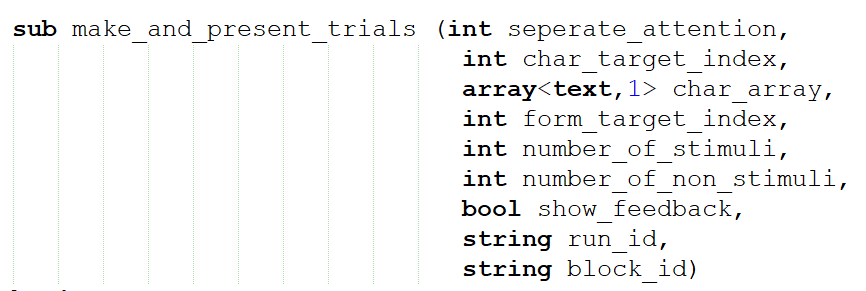 sub make_and_present_trials (int seperate_attention,
int char_target_index,
array<text,1> char_array,
int form_target_index,
int number_of_stimuli,
int number_of_non_stimuli,
bool show_feedback,
string run_id,
string block_id)